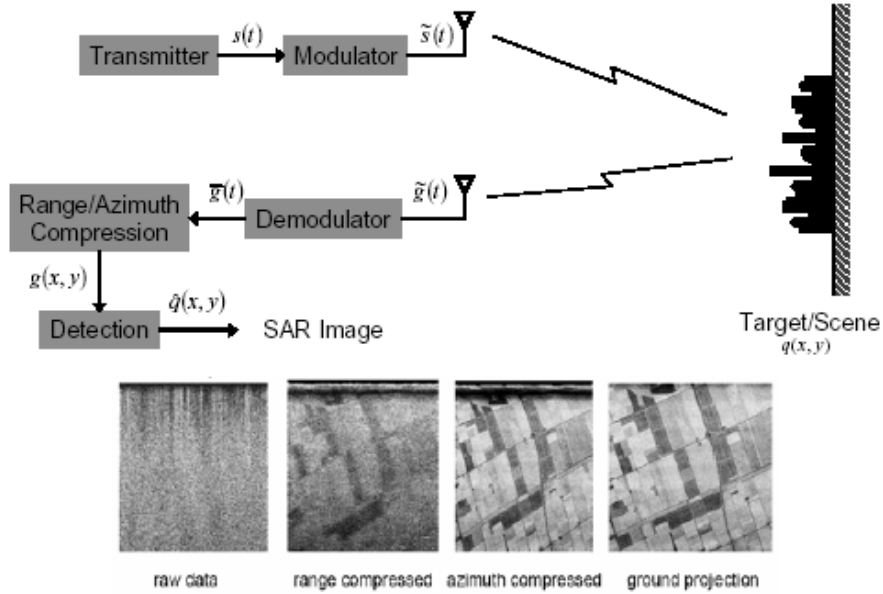 Transmitter
s(t)
Modulator
s̃(t)
Range/Azimuth
Compression
g̅(t)
Demodulator
g̃(t)
g(x, y)
Detection
q̂(x, y)
SAR Image
Target/Scene
q(x, y)
raw data
range compressed
azimuth compressed
ground projection